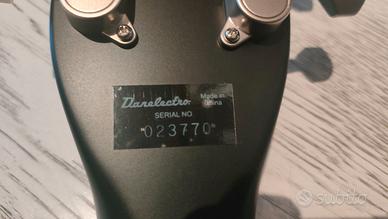 Danelectro. Made in
China
SERIAL NO.
"023770"
subito